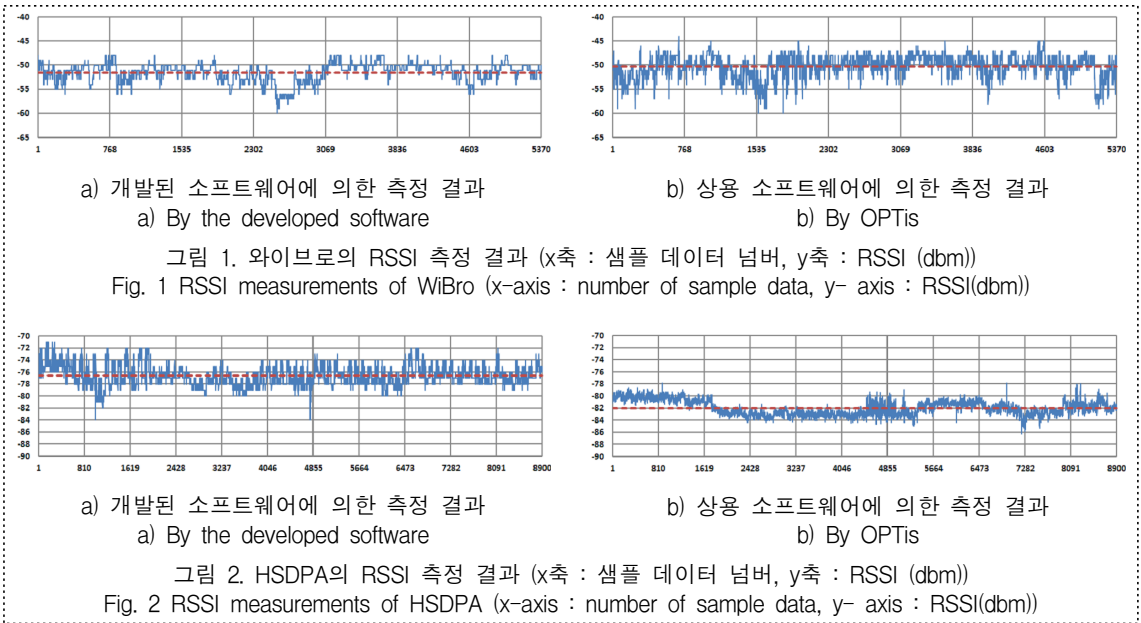 -40
-45
-50
-55
-60
-65
1 768 1535 2302 3069 3836 4603 5370
-40
-45
-50
-55
-60
-65
1 768 1535 2302 3069 3836 4603 5370
a) 개발된 소프트웨어에 의한 측정 결과
a) By the developed software
b) 상용 소프트웨어에 의한 측정 결과
b) By OPTis
그림 1. 와이브로의 RSSI 측정 결과 (x축 : 샘플 데이터 넘버, y축 : RSSI (dbm))
Fig. 1 RSSI measurements of WiBro (x-axis : number of sample data, y- axis : RSSI(dbm))
-70
-72
-74
-76
-78
-80
-82
-84
-86
-88
-90
1 810 1619 2428 3237 4046 4855 5664 6473 7282 8091 8900
-70
-72
-74
-76
-78
-80
-82
-84
-86
-88
-90
1 810 1619 2428 3237 4046 4855 5664 6473 7282 8091 8900
a) 개발된 소프트웨어에 의한 측정 결과
a) By the developed software
b) 상용 소프트웨어에 의한 측정 결과
b) By OPTis
그림 2. HSDPA의 RSSI 측정 결과 (x축 : 샘플 데이터 넘버, y축 : RSSI (dbm))
Fig. 2 RSSI measurements of HSDPA (x-axis : number of sample data, y- axis : RSSI(dbm))